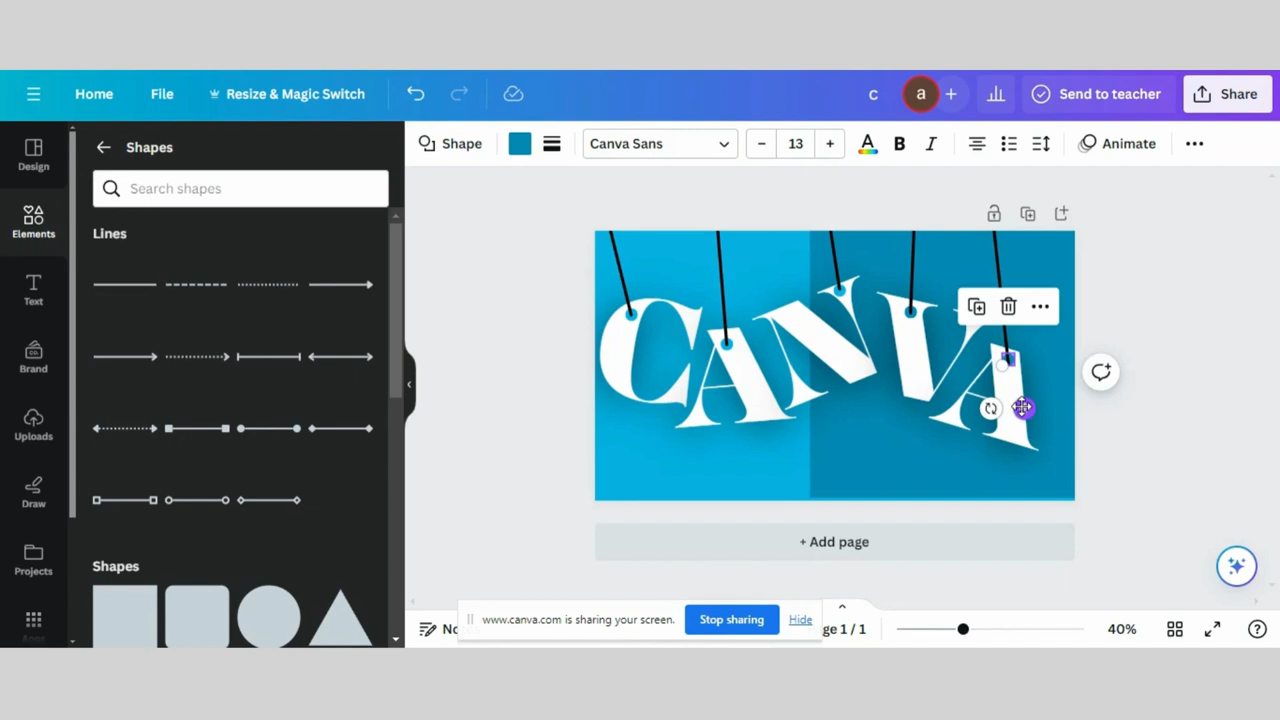 Home File Resize & Magic Switch c a + Send to teacher Share
Design
Elements
Text
Brand
Uploads
Draw
Projects
Apps
Shapes
Search shapes
Lines
Shapes
Shape Canva Sans - 13 + A B I Animate
CANVA
+ Add page
www.canva.com is sharing your screen. Stop sharing Hide
ge 1 / 1 40%